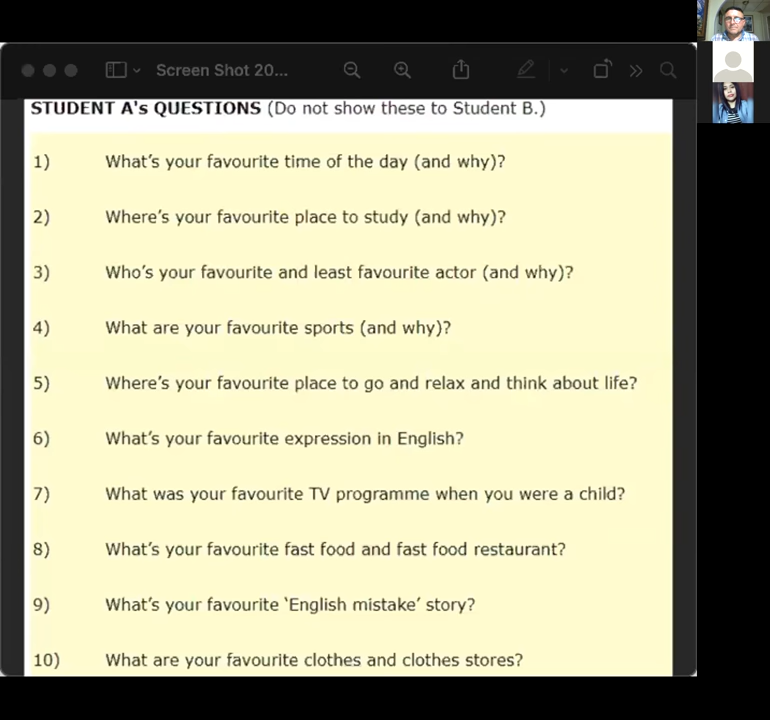 Screen Shot 20...
STUDENT A's QUESTIONS (Do not show these to Student B.)
1) What's your favourite time of the day (and why)?
2) Where's your favourite place to study (and why)?
3) Who's your favourite and least favourite actor (and why)?
4) What are your favourite sports (and why)?
5) Where's your favourite place to go and relax and think about life?
6) What's your favourite expression in English?
7) What was your favourite TV programme when you were a child?
8) What's your favourite fast food and fast food restaurant?
9) What's your favourite ‘English mistake’ story?
10) What are your favourite clothes and clothes stores?